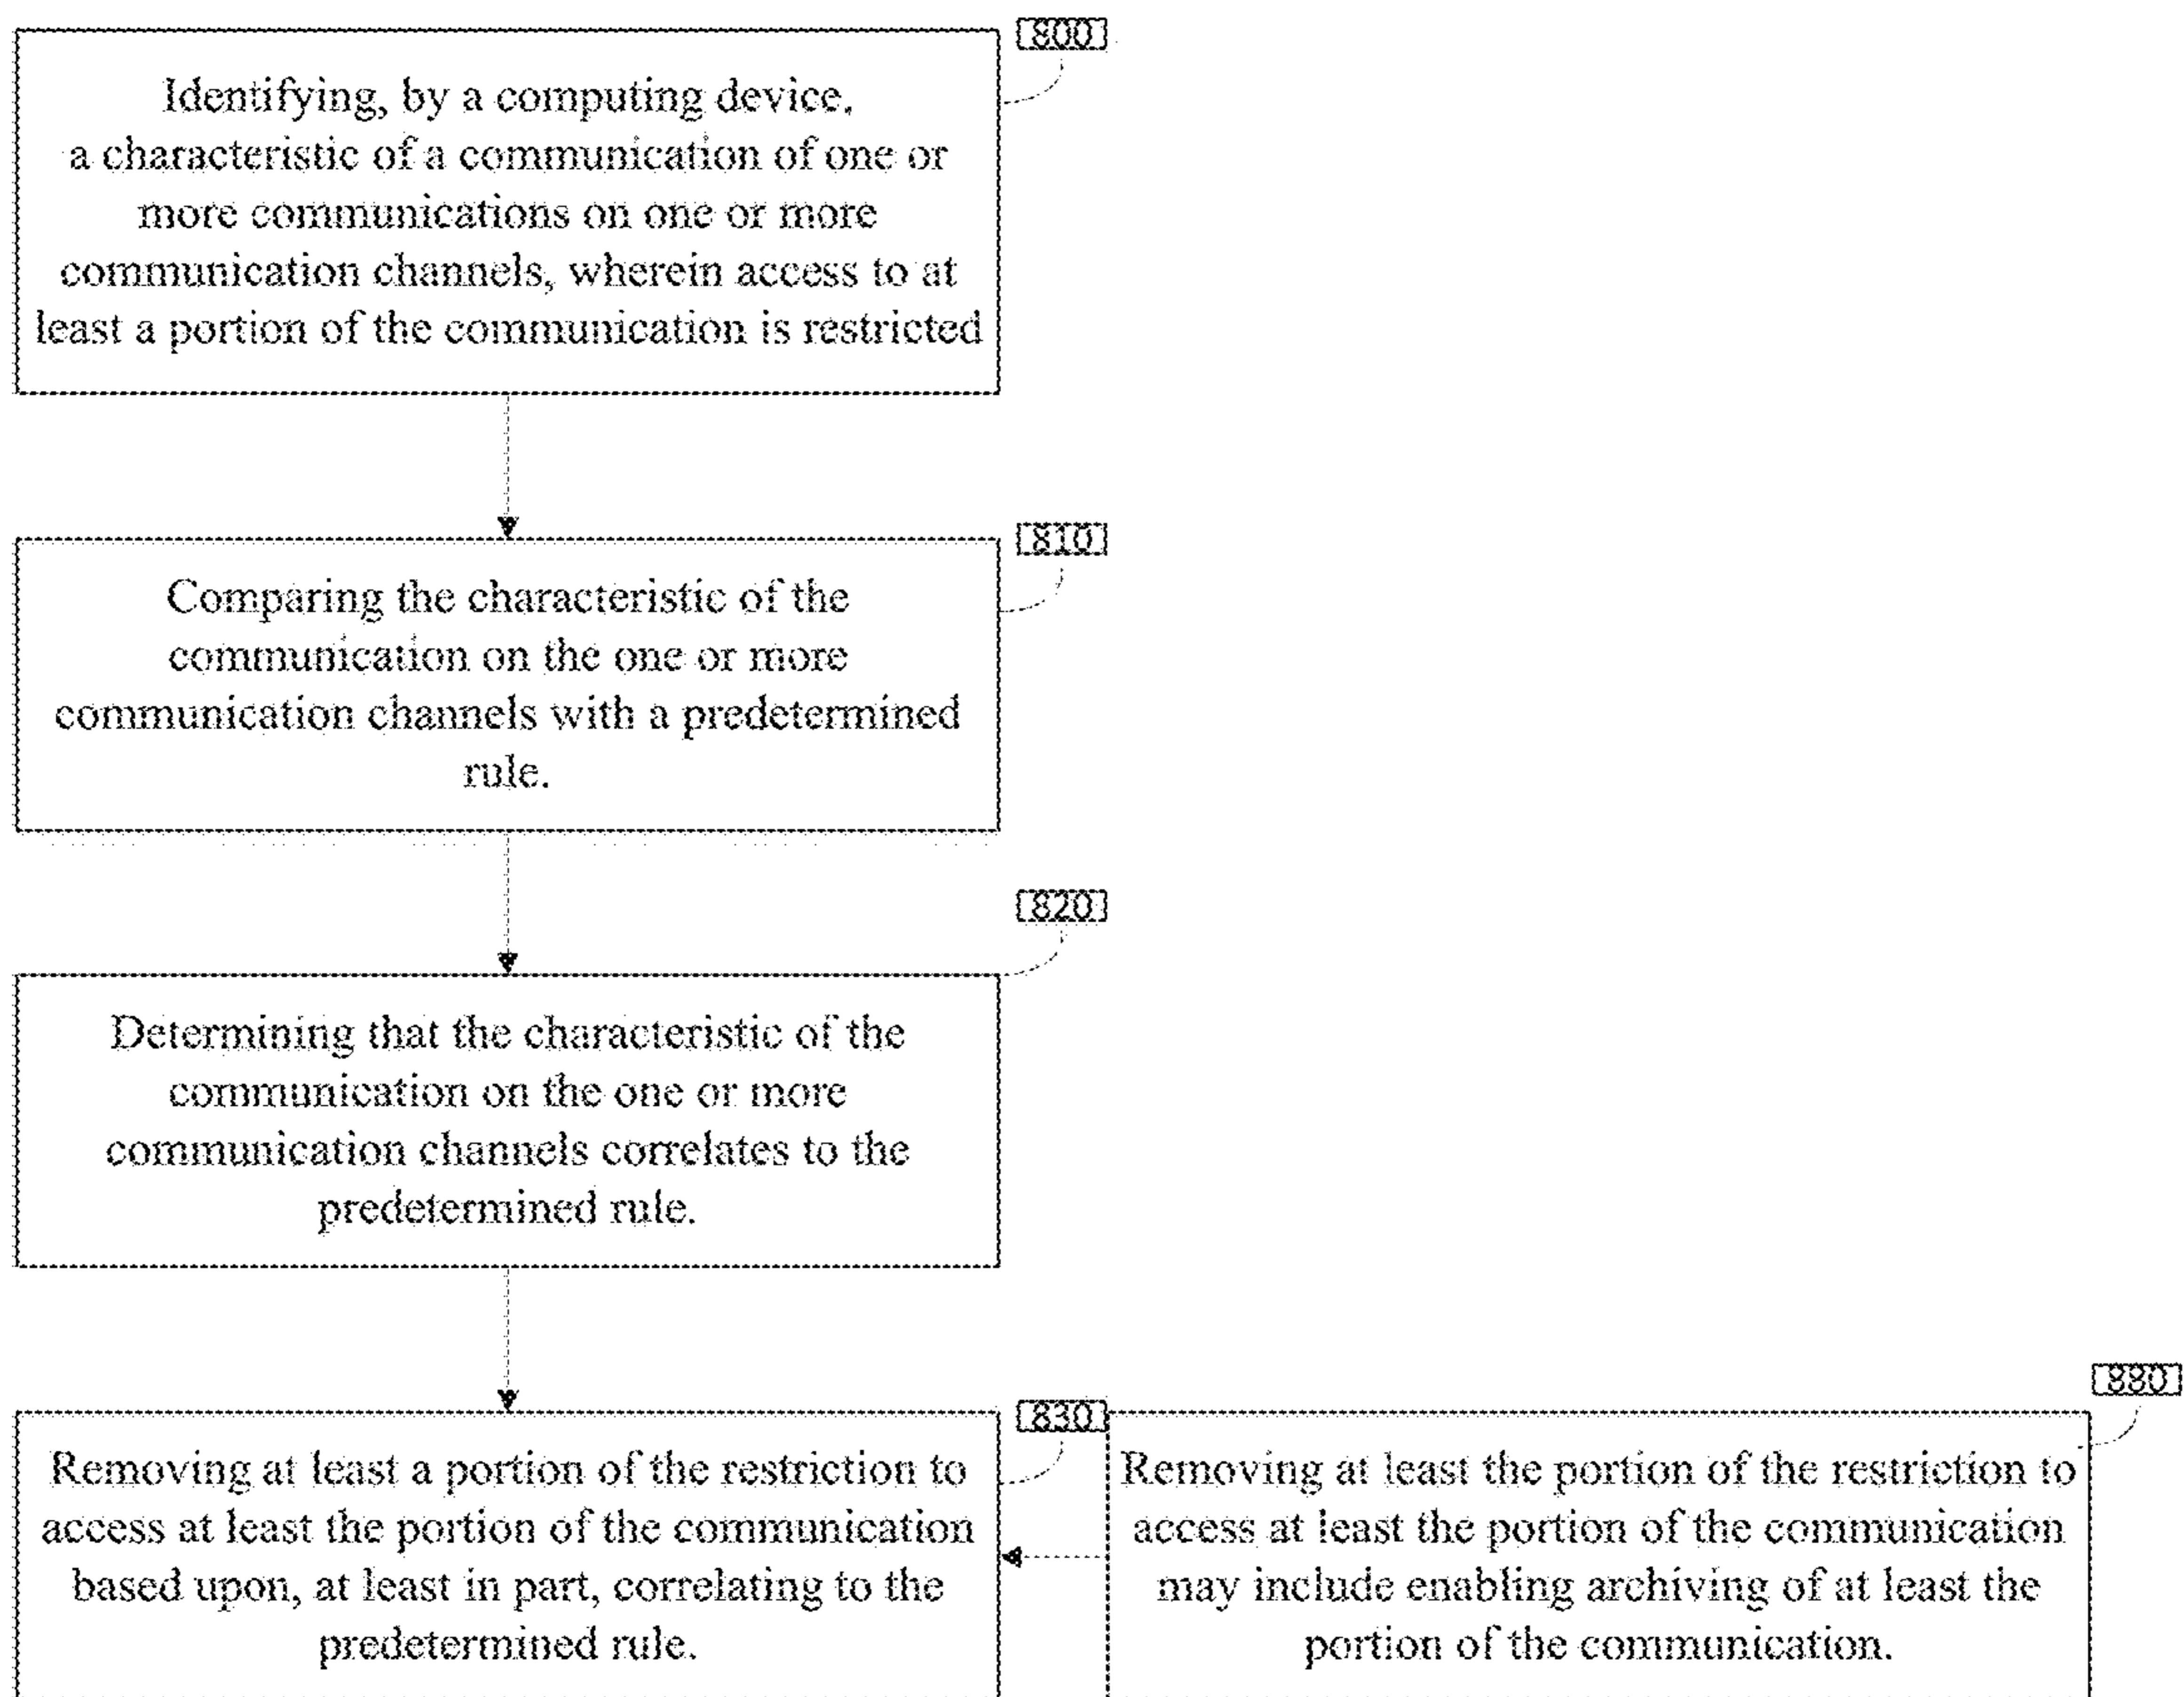 800
Identifying, by a computing device,
a characteristic of a communication of one or
more communications on one or more
communication channels, wherein access to at
least a portion of the communication is restricted
810
Comparing the characteristic of the
communication on the one or more
communication channels with a predetermined
rule.
820
Determining that the characteristic of the
communication on the one or more
communication channels correlates to the
predetermined rule.
830
Removing at least a portion of the restriction to
access at least the portion of the communication
based upon, at least in part, correlating to the
predetermined rule.
880
Removing at least the portion of the restriction to
access at least the portion of the communication
may include enabling archiving of at least the
portion of the communication.